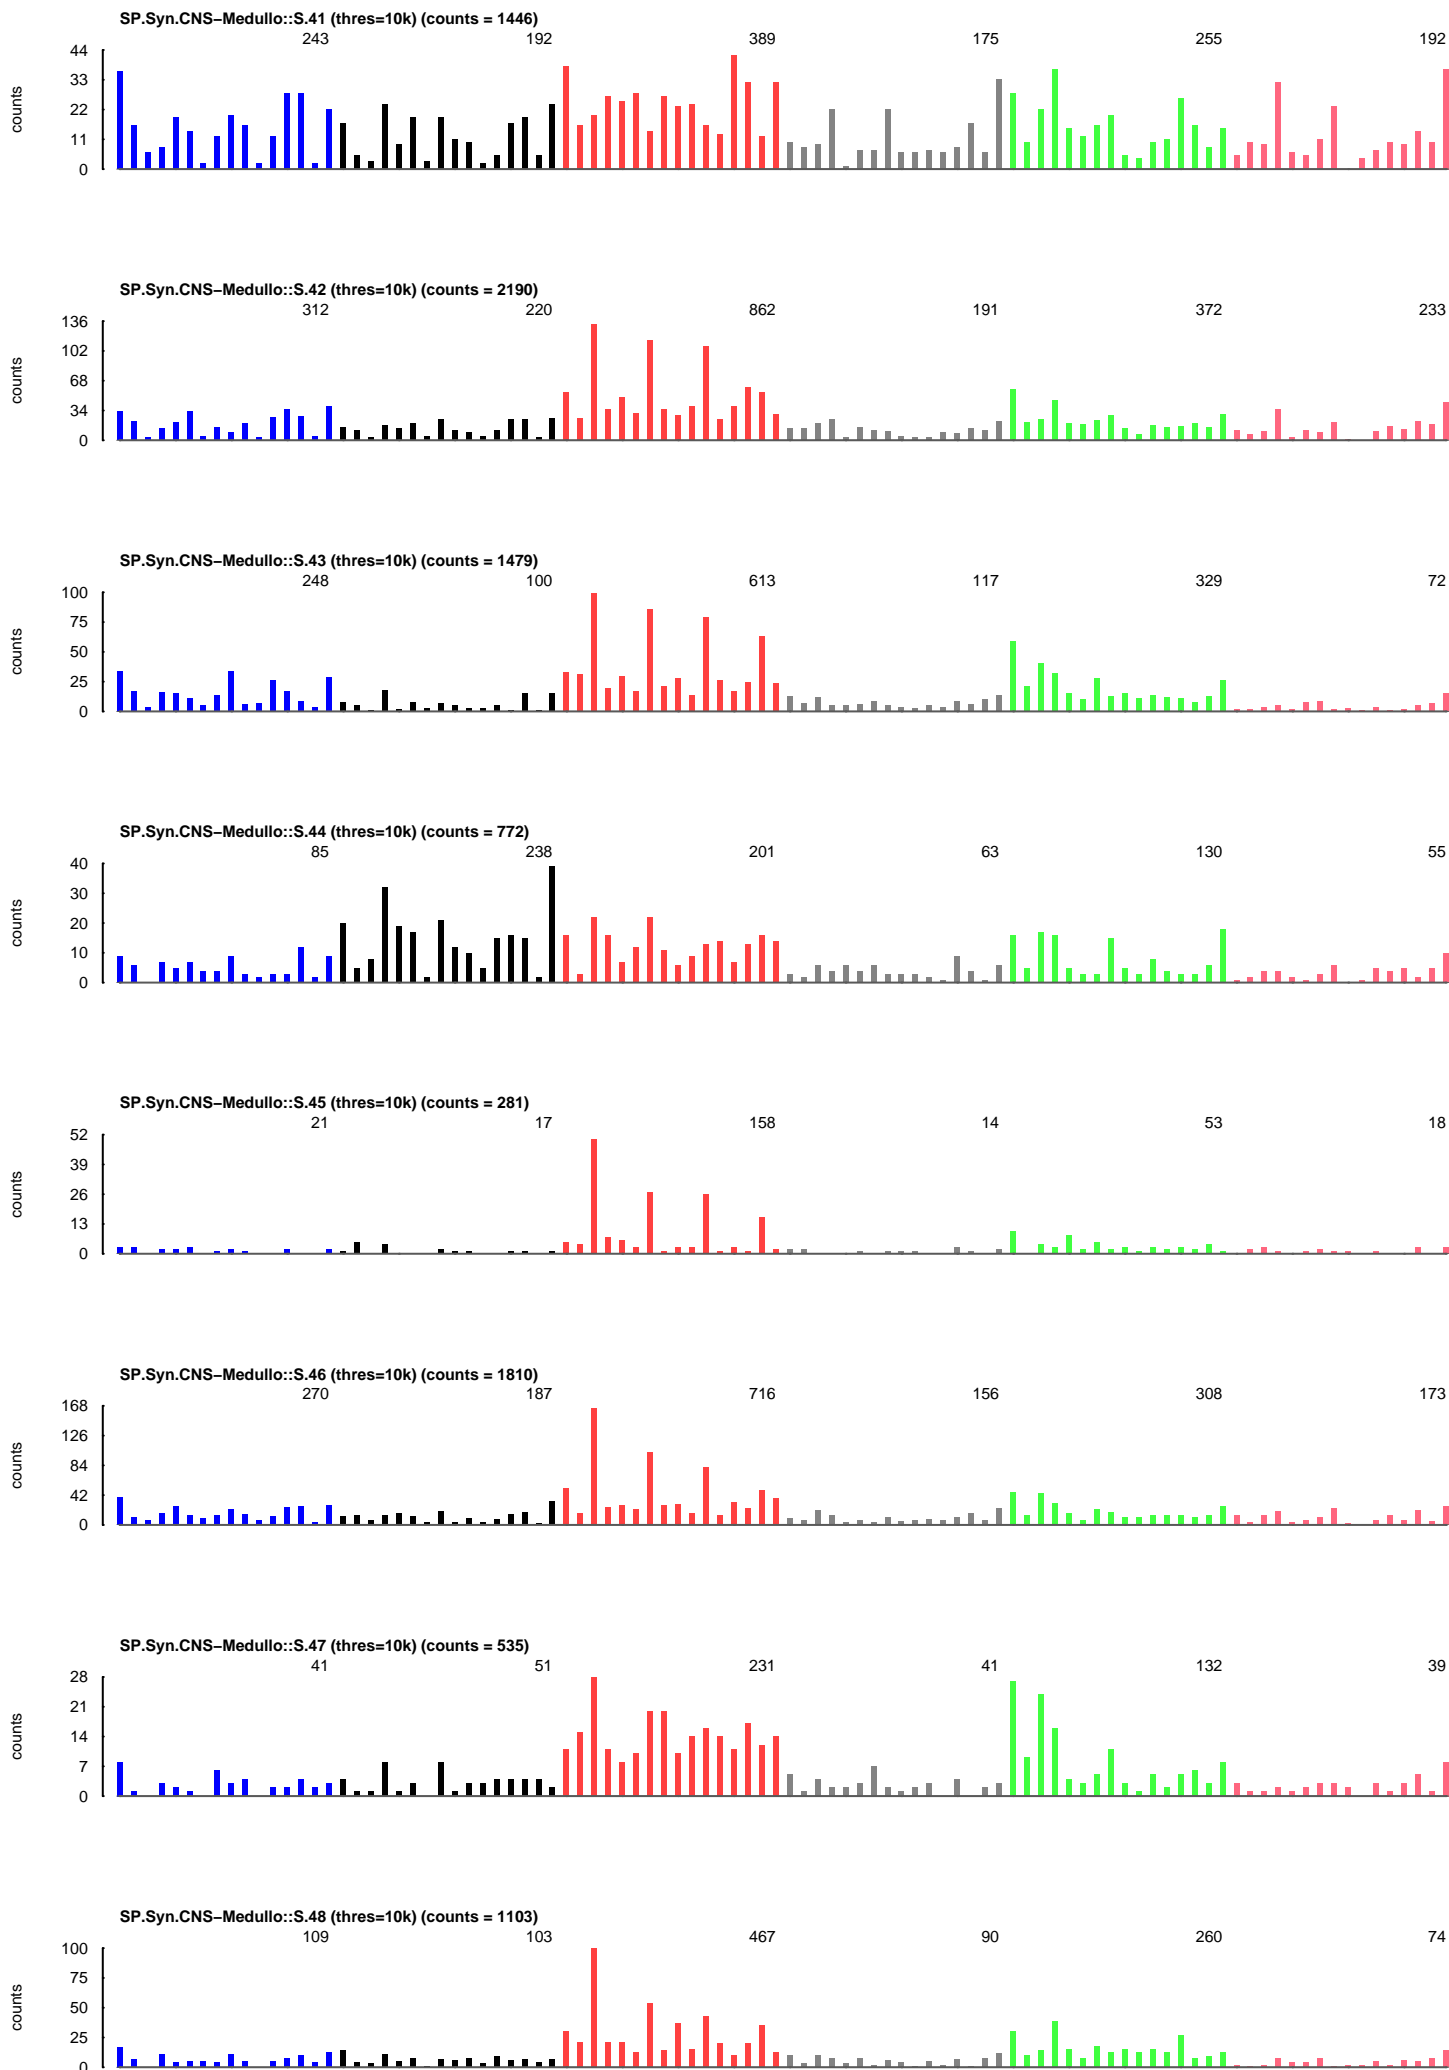 SP.Syn.CNS–Medullo::S.41 (thres=10k) (counts = 1446)
243 192 389 175 255 192
44
33
22
11
0
counts
SP.Syn.CNS–Medullo::S.42 (thres=10k) (counts = 2190)
312 220 862 191 372 233
136
102
68
34
0
counts
SP.Syn.CNS–Medullo::S.43 (thres=10k) (counts = 1479)
248 100 613 117 329 72
100
75
50
25
0
counts
SP.Syn.CNS–Medullo::S.44 (thres=10k) (counts = 772)
85 238 201 63 130 55
40
30
20
10
0
counts
SP.Syn.CNS–Medullo::S.45 (thres=10k) (counts = 281)
21 17 158 14 53 18
52
39
26
13
0
counts
SP.Syn.CNS–Medullo::S.46 (thres=10k) (counts = 1810)
270 187 716 156 308 173
168
126
84
42
0
counts
SP.Syn.CNS–Medullo::S.47 (thres=10k) (counts = 535)
41 51 231 41 132 39
28
21
14
7
0
counts
SP.Syn.CNS–Medullo::S.48 (thres=10k) (counts = 1103)
109 103 467 90 260 74
100
75
50
25
0
counts